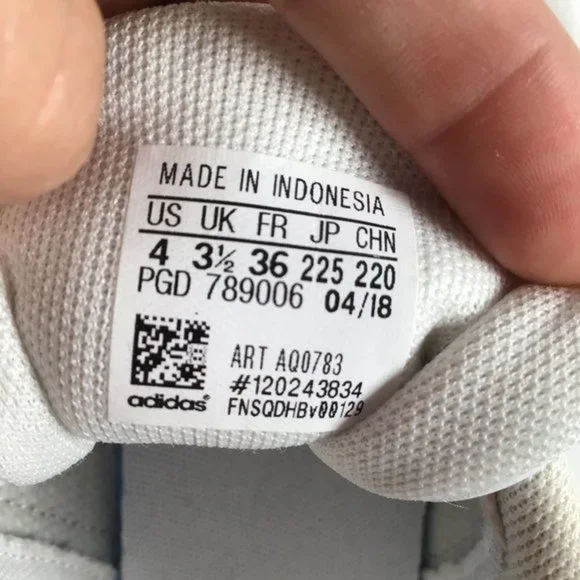 MADE IN INDONESIA
US UK FR JP CHN
4 3½ 36 225 220
PGD 789006 04/18
ART AQ0783
#120243834
adidas